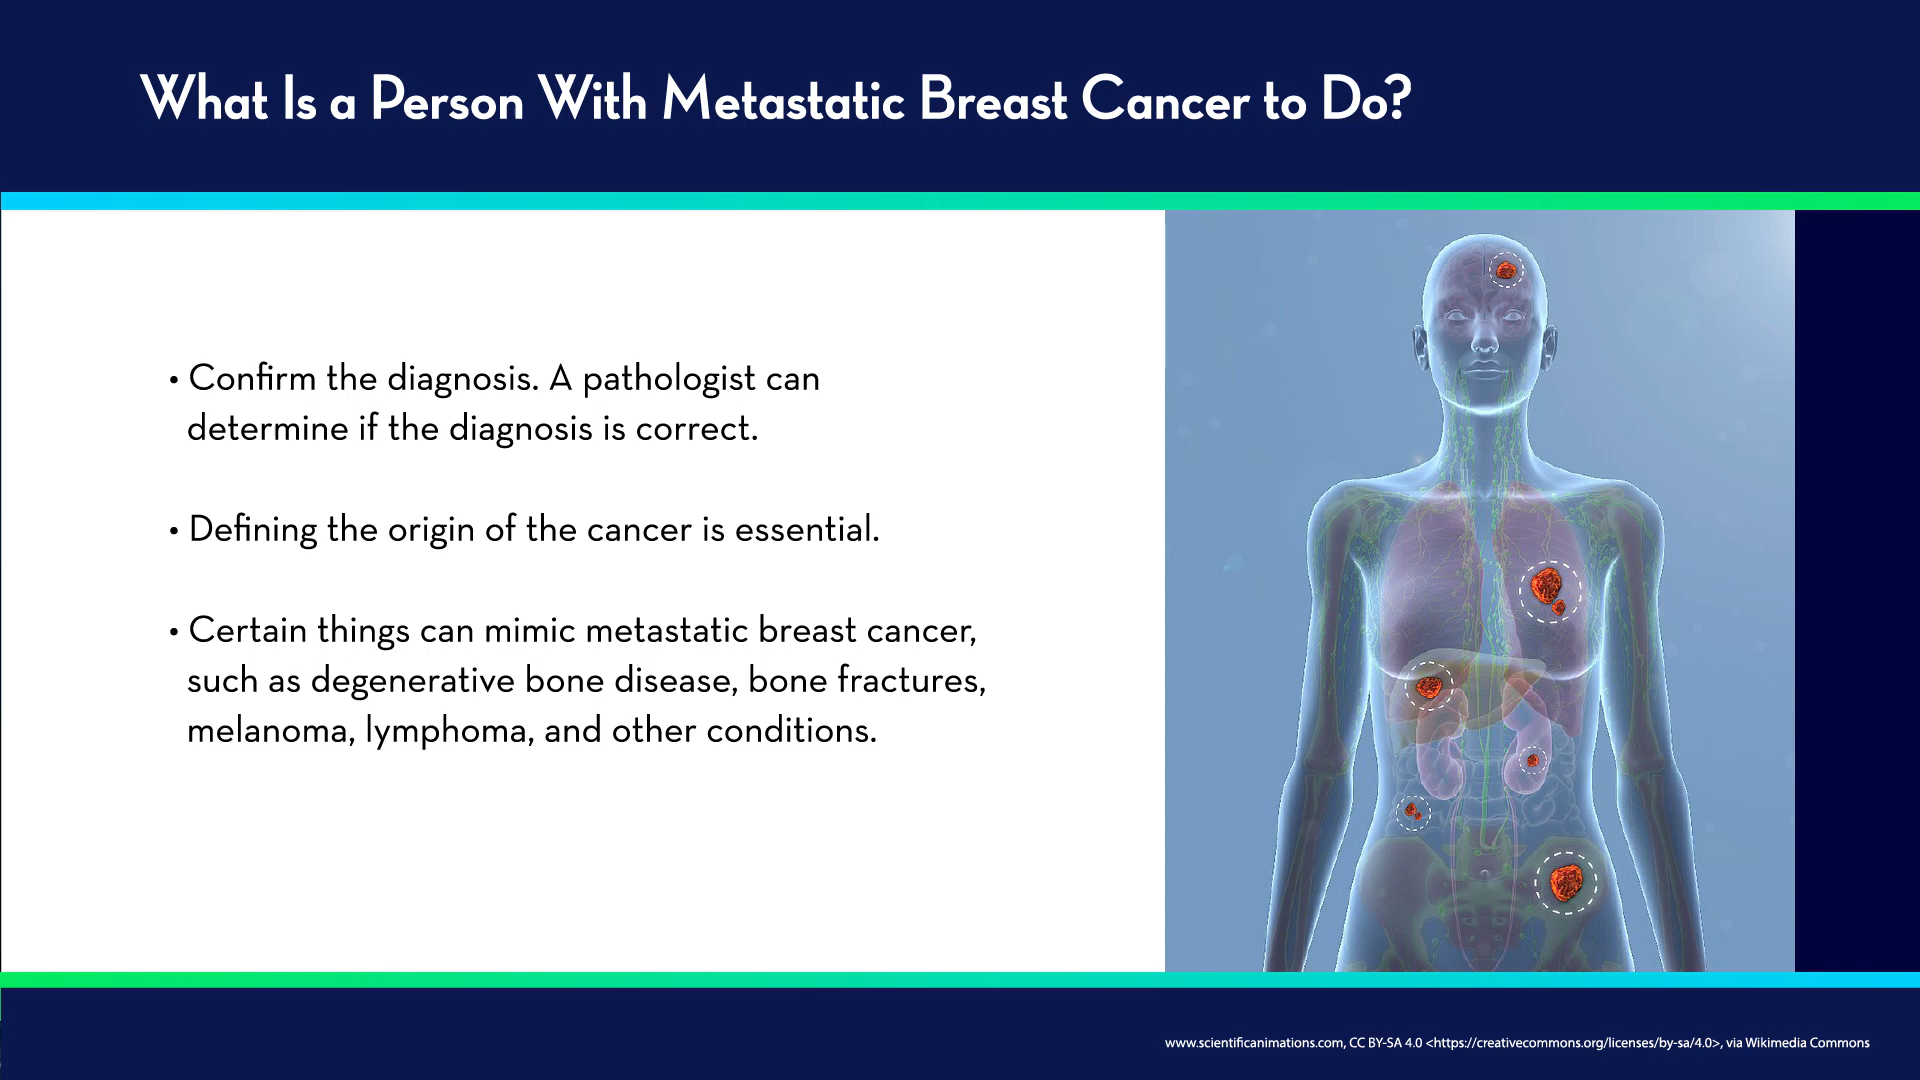 What Is a Person With Metastatic Breast Cancer to Do?
• Confirm the diagnosis. A pathologist can
determine if the diagnosis is correct.
• Defining the origin of the cancer is essential.
• Certain things can mimic metastatic breast cancer,
such as degenerative bone disease, bone fractures,
melanoma, lymphoma, and other conditions.
www.scientificanimations.com, CC BY-SA 4.0 <https://creativecommons.org/licenses/by-sa/4.0>, via Wikimedia Commons